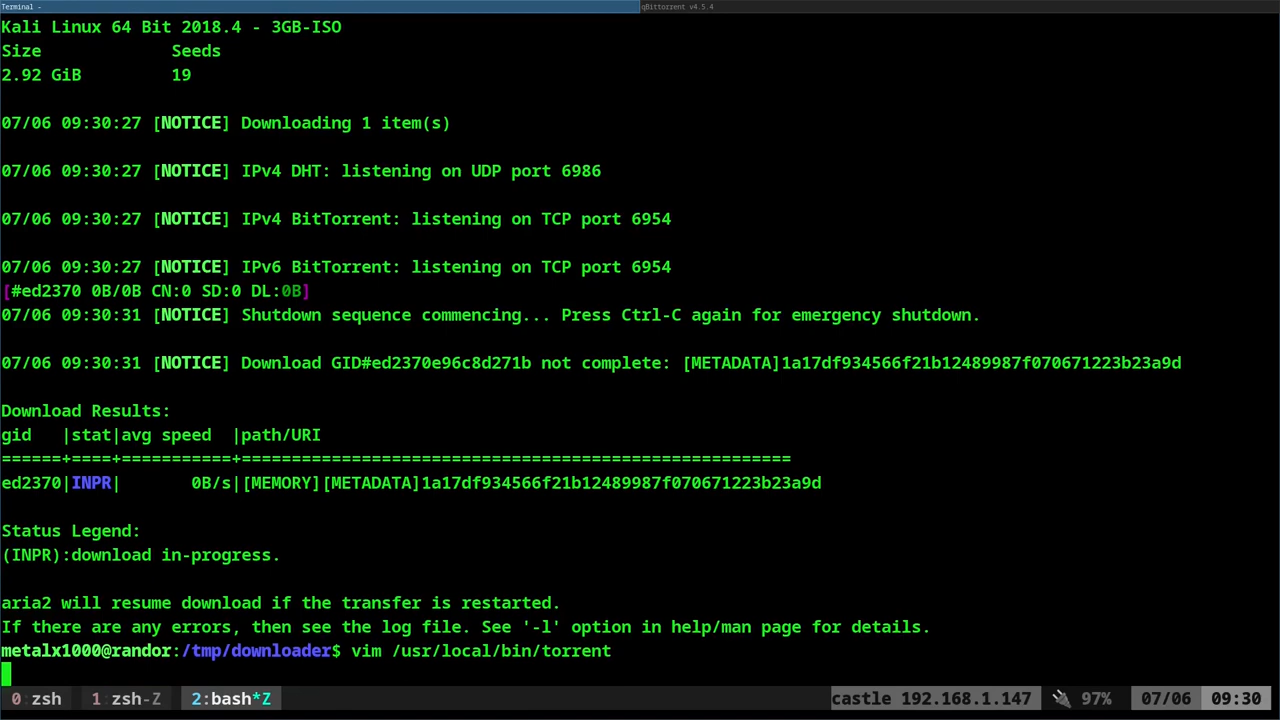 Terminal -
qBittorrent v4.5.4
Kali Linux 64 Bit 2018.4 - 3GB-ISO
Size Seeds
2.92 GiB 19
07/06 09:30:27 [NOTICE] Downloading 1 item(s)
07/06 09:30:27 [NOTICE] IPv4 DHT: listening on UDP port 6986
07/06 09:30:27 [NOTICE] IPv4 BitTorrent: listening on TCP port 6954
07/06 09:30:27 [NOTICE] IPv6 BitTorrent: listening on TCP port 6954
[#ed2370 0B/0B CN:0 SD:0 DL:0B]
07/06 09:30:31 [NOTICE] Shutdown sequence commencing... Press Ctrl-C again for emergency shutdown.
07/06 09:30:31 [NOTICE] Download GID#ed2370e96c8d271b not complete: [METADATA]1a17df934566f21b12489987f070671223b23a9d
Download Results:
gid   |stat|avg speed  |path/URI
======+====+===========+=======================================================
ed2370|INPR|       0B/s|[MEMORY][METADATA]1a17df934566f21b12489987f070671223b23a9d
Status Legend:
(INPR):download in-progress.
aria2 will resume download if the transfer is restarted.
If there are any errors, then see the log file. See '-l' option in help/man page for details.
metalx1000@randor:/tmp/downloader$ vim /usr/local/bin/torrent
0:zsh 1:zsh-Z 2:bash*Z castle 192.168.1.147 97% 07/06 09:30